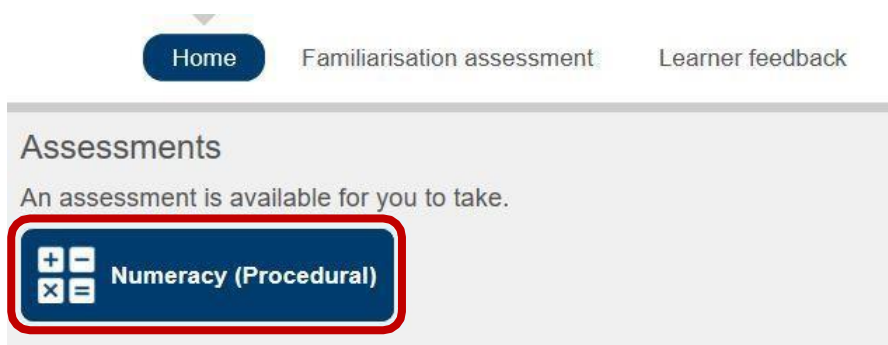 Home Familiarisation assessment Learner feedback
Assessments
An assessment is available for you to take.
Numeracy (Procedural)